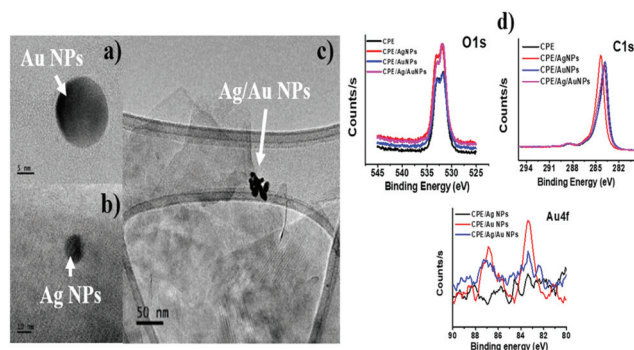 Au NPs
a)
5 nm
b)
Ag NPs
10 nm
c)
Ag/Au NPs
50 nm
O1s
CPE
CPE/AgNPs
CPE/AuNPs
CPE/Ag/AuNPs
Counts/s
545 540 535 530 525
Binding Energy (eV)
d)
C1s
CPE
CPE/AgNPs
CPE/AuNPs
CPE/Ag/AuNPs
Counts/s
294 291 288 285 282
Binding Energy (eV)
Au4f
CPE/Ag NPs
CPE/Au NPs
CPE/Ag/Au NPs
Counts/s
90 88 86 84 82 80
Binding energy (eV)